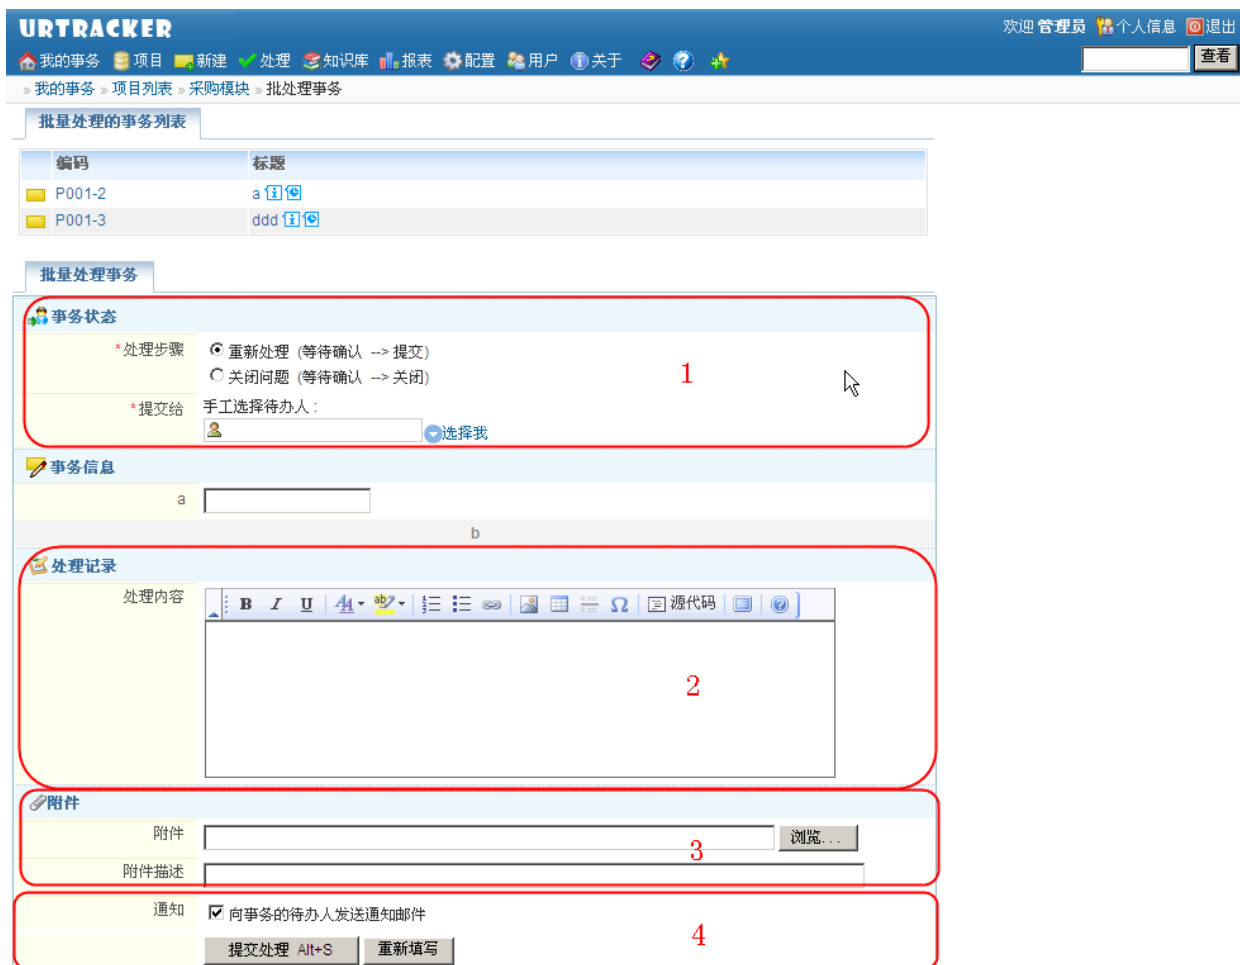 URTRACKER
欢迎 管理员 个人信息 退出
我的事务 项目 新建 处理 知识库 报表 配置 用户 关于 查看
» 我的事务 » 项目列表 » 采购模块 » 批处理事务
批量处理的事务列表
编码 标题
P001-2 a
P001-3 ddd
批量处理事务
事务状态
*处理步骤 重新处理 (等待确认 --> 提交)
关闭问题 (等待确认 --> 关闭)
1
*提交给 手工选择待办人 :
选择我
事务信息
a
b
处理记录
处理内容 B I U 源代码
2
附件
附件 浏览...
3
附件描述
通知 向事务的待办人发送通知邮件
4
提交处理 Alt+S 重新填写